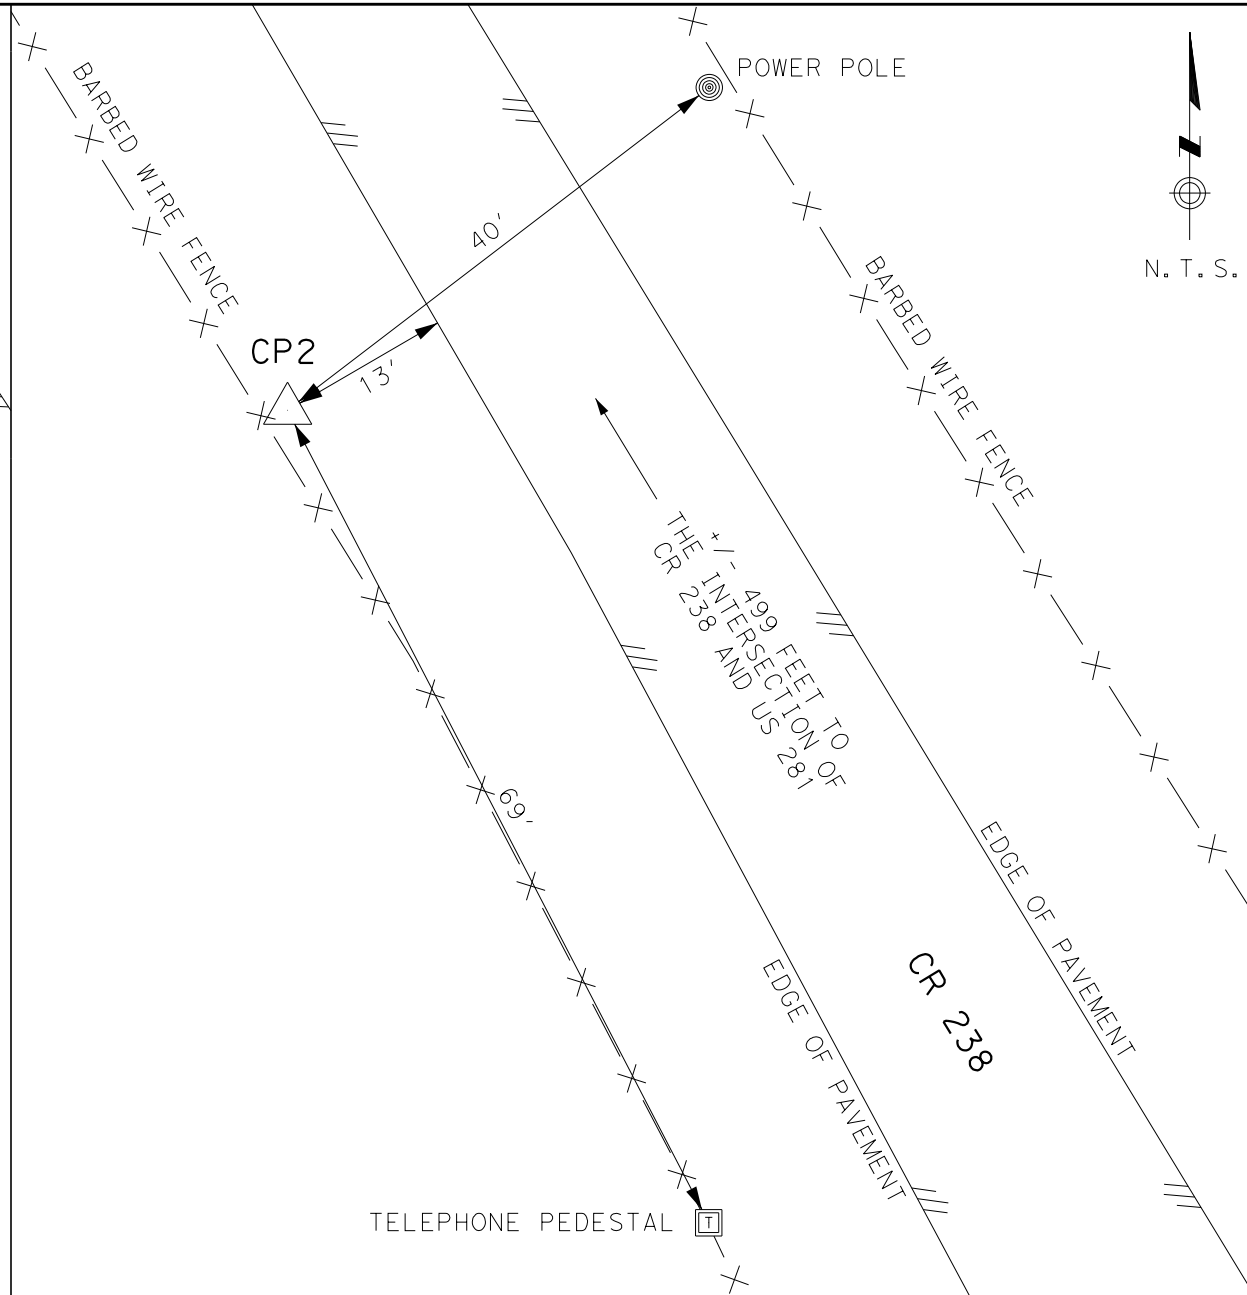 POWER POLE
BARBED WIRE FENCE
N
N.T.S.
40'
BARBED WIRE FENCE
CP2
13'
+/- 499 FEET TO
THE INTERSECTION OF
CR 238 AND US 281
69'
EDGE OF PAVEMENT
CR 238
EDGE OF PAVEMENT
TELEPHONE PEDESTAL
T